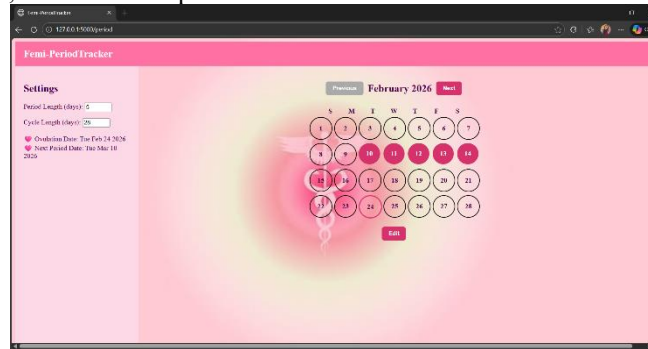 Femi-PeriodTracker
127.0.0.1:5000/period
Femi-PeriodTracker
Settings
Period Length (days): 5
Cycle Length (days): 28
Ovulation Date: Tue Feb 24 2026
Next Period Date: Tue Mar 10
2026
Previous February 2026 Next
S M T W T F S
1 2 3 4 5 6 7
8 9 10 11 12 13 14
15 16 17 18 19 20 21
22 23 24 25 26 27 28
Edit